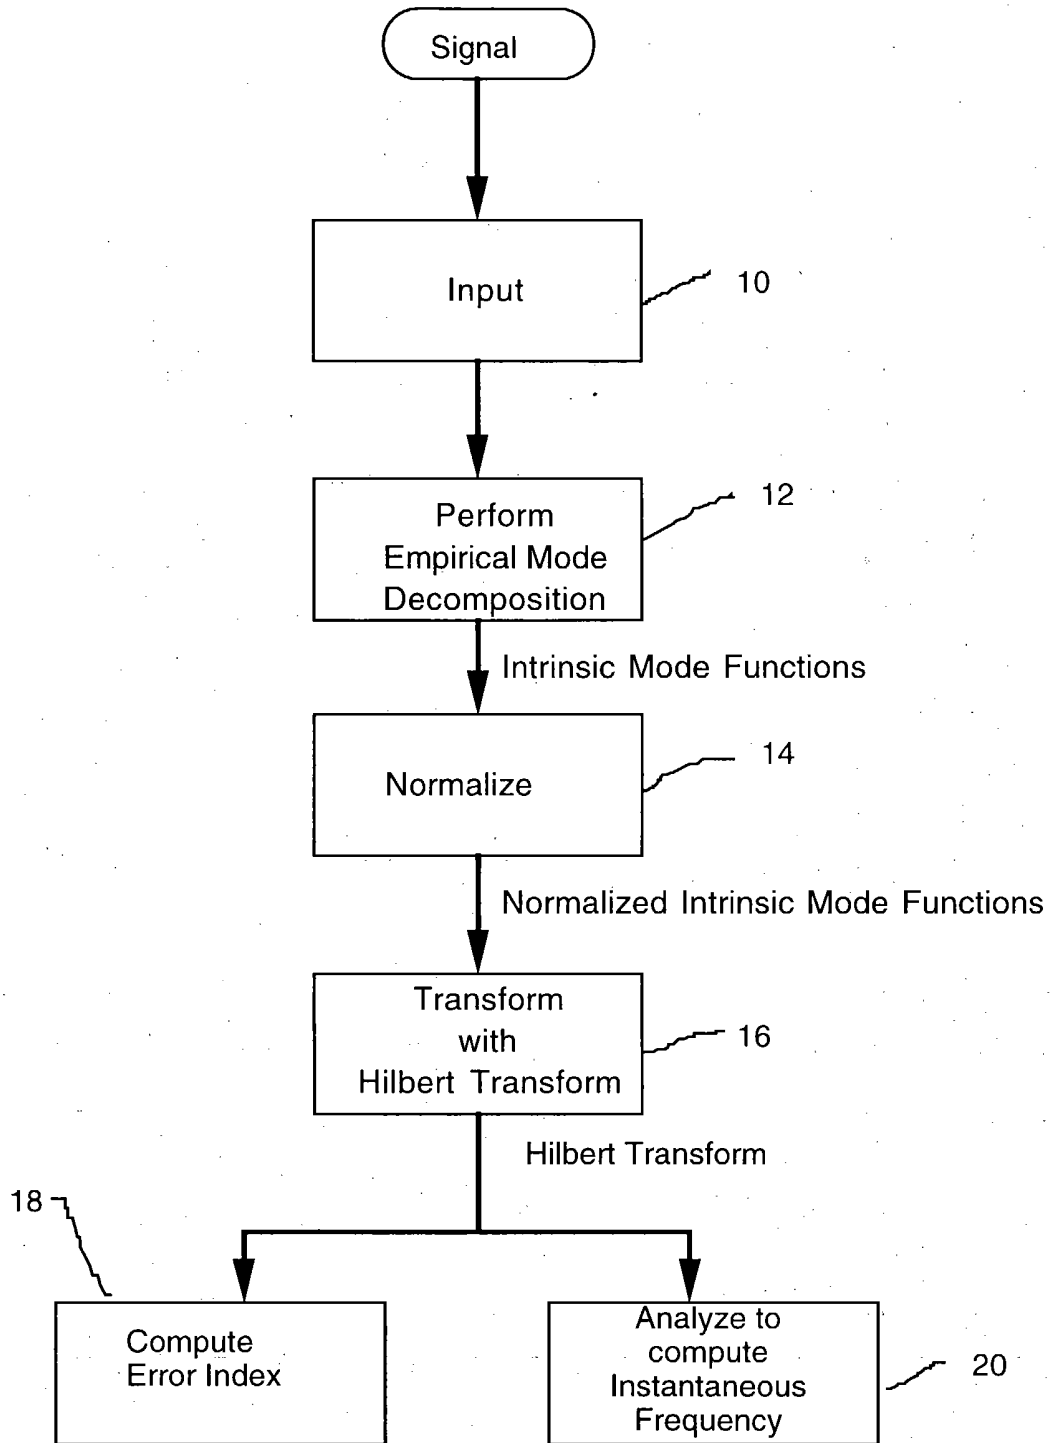 Signal
Input
10
Perform
Empirical Mode
Decomposition
12
Intrinsic Mode Functions
Normalize
14
Normalized Intrinsic Mode Functions
Transform
with
Hilbert Transform
16
Hilbert Transform
18
Compute
Error Index
Analyze to
compute
Instantaneous
Frequency
20